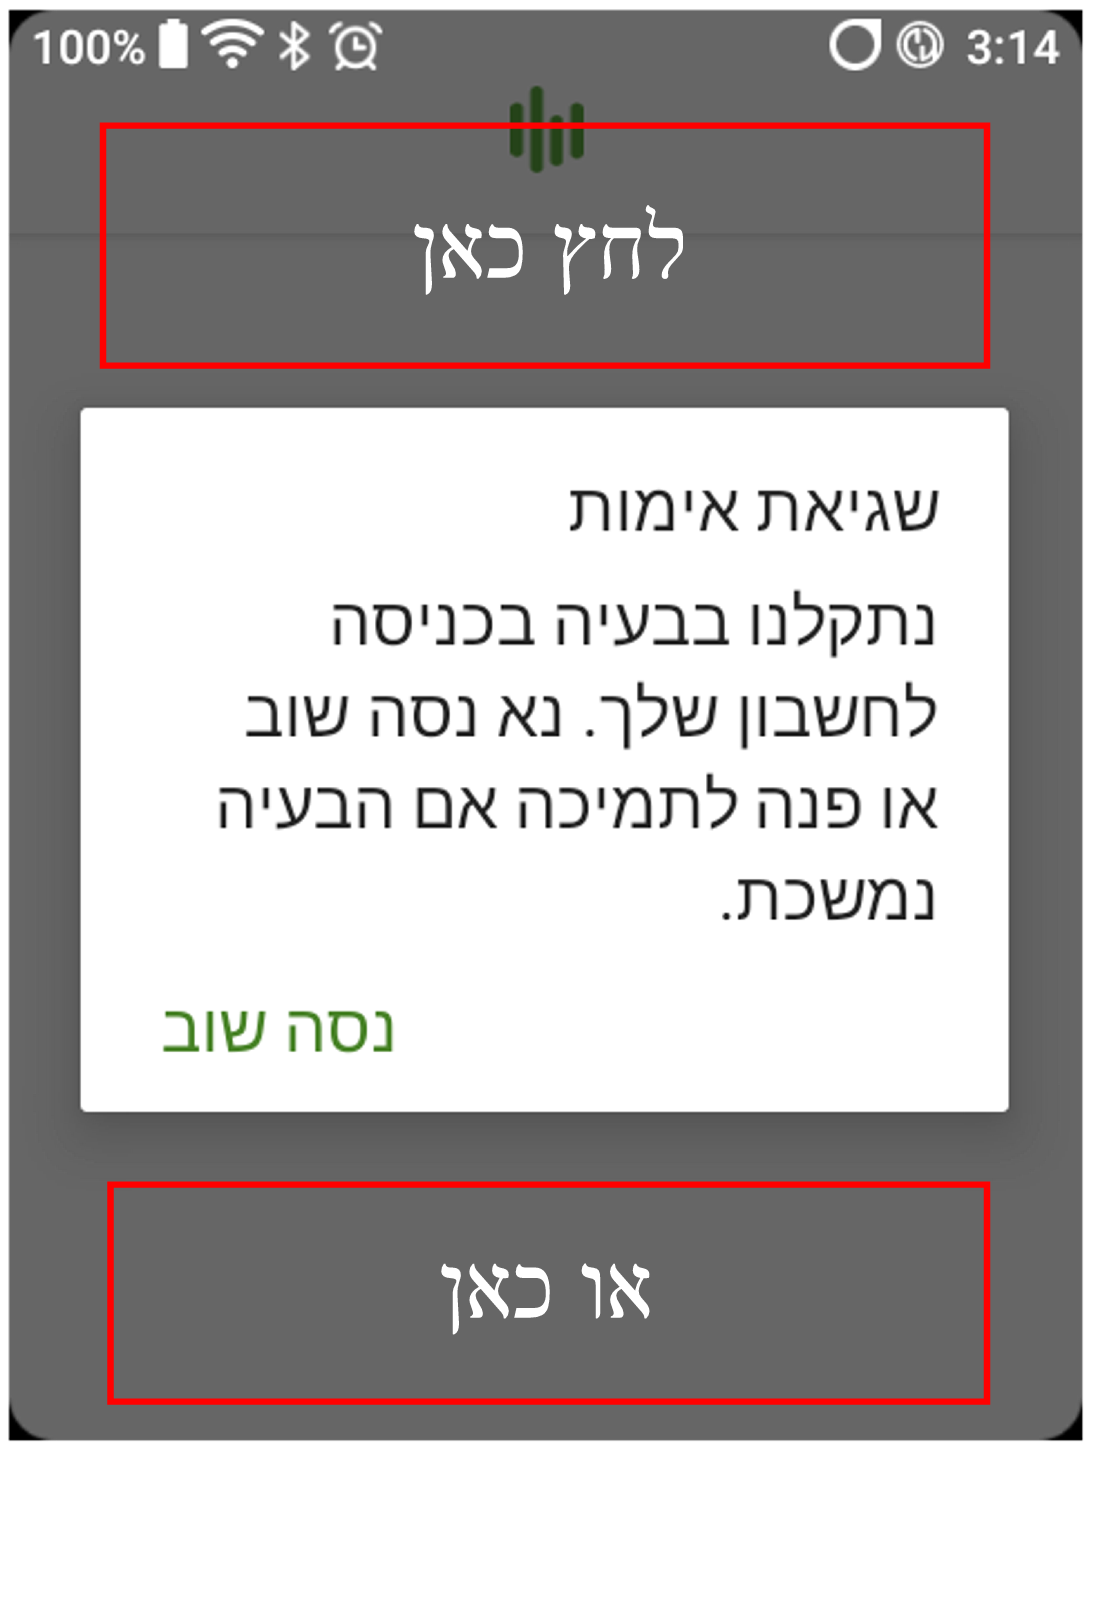 100% 3:14
לחץ כאן
שגיאת אימות
נתקלנו בבעיה בכניסה
לחשבון שלך. נא נסה שוב
או פנה לתמיכה אם הבעיה
נמשכת.
נסה שוב
או כאן